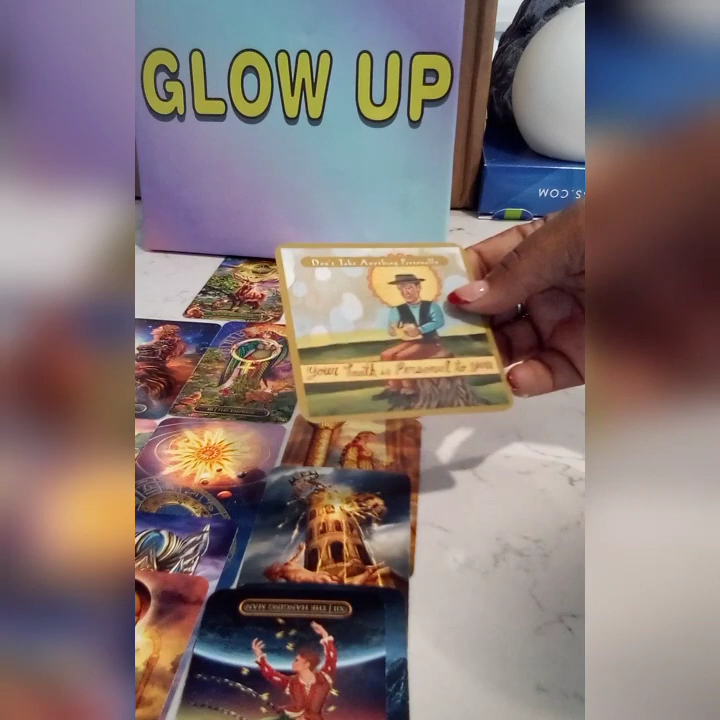 GLOW UP
S.COM
Don't Take Anything Personally
Your Truth is Personal to you
XII THE HANGING MAN